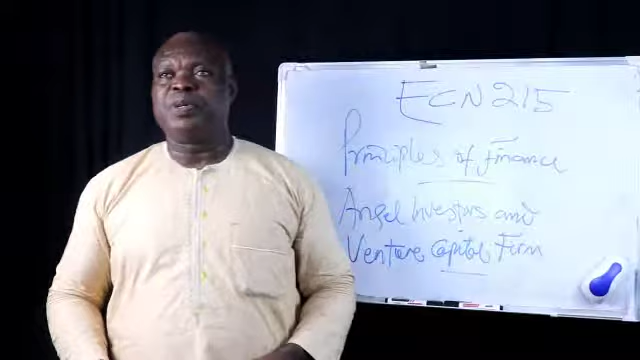 ECN 215
Principles of Finance
Angel Investors and
Venture Capital Firm